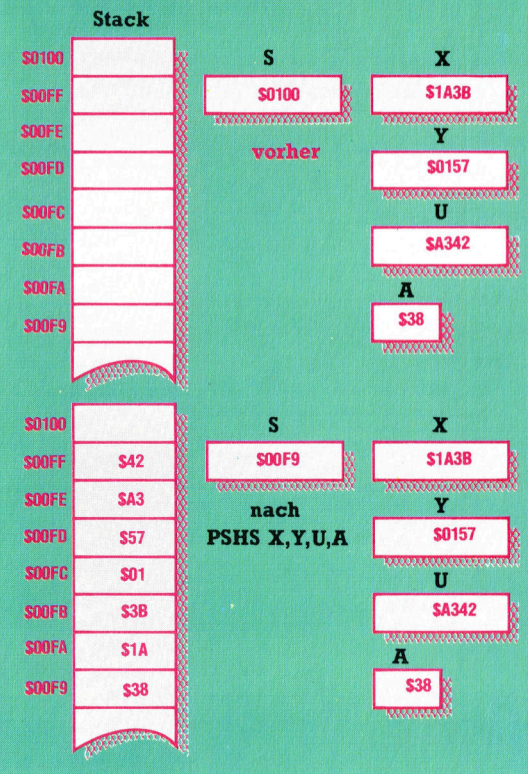 Stack
S X
$0100
$0100 $1A3B
$00FF
$00FE
vorher Y
$00FD $0157
$00FC U
$00FB $A342
$00FA A
$00F9 $38
$0100 S X
$00FF $42 $00F9 $1A3B
$00FE $A3 nach Y
$00FD $57 PSHS X,Y,U,A $0157
$00FC $01 U
$00FB $3B $A342
$00FA $1A A
$00F9 $38 $38